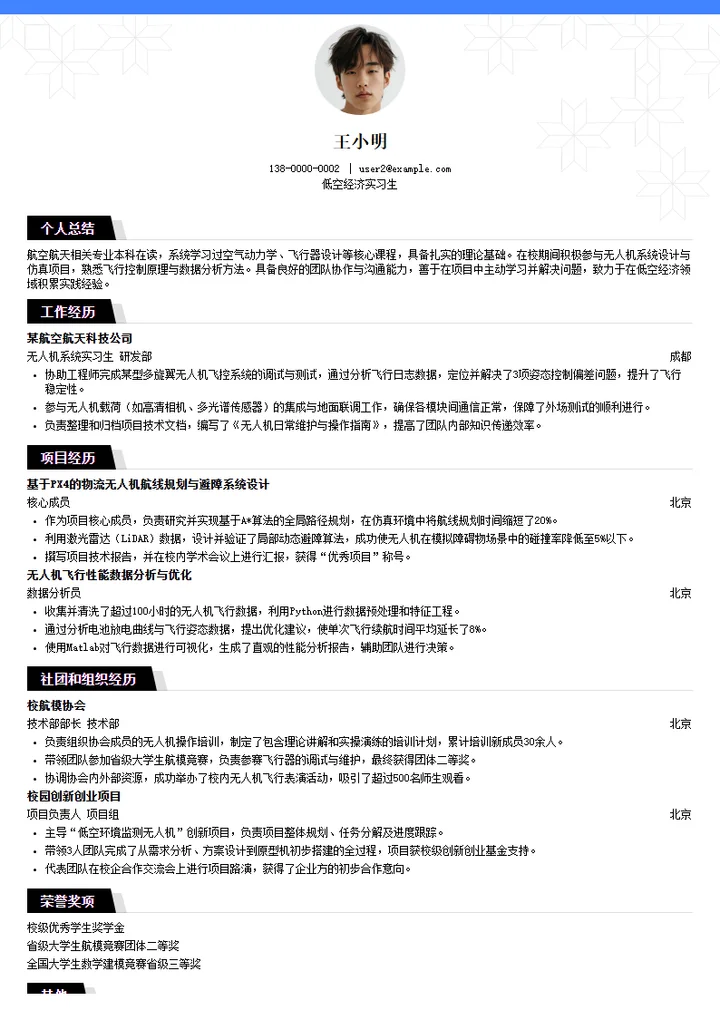 王小明
138-0000-0002 | user2@example.com
低空经济实习生
个人总结
航空航天相关专业本科在读，系统学习过空气动力学、飞行器设计等核心课程，具备扎实的理论基础。在校期间积极参与无人机系统设计与
仿真项目，熟悉飞行控制原理与数据分析方法。具备良好的团队协作与沟通能力，善于在项目中主动学习并解决问题，致力于在低空经济领
域积累实践经验。
工作经历
某航空航天科技公司
无人机系统实习生 研发部 成都
• 协助工程师完成某型多旋翼无人机飞控系统的调试与测试，通过分析飞行日志数据，定位并解决了3项姿态控制偏差问题，提升了飞行
稳定性。
• 参与无人机载荷（如高清相机、多光谱传感器）的集成与地面联调工作，确保各模块间通信正常，保障了外场测试的顺利进行。
• 负责整理和归档项目技术文档，编写了《无人机日常维护与操作指南》，提高了团队内部知识传递效率。
项目经历
基于PX4的物流无人机航线规划与避障系统设计
核心成员 北京
• 作为项目核心成员，负责研究并实现基于A*算法的全局路径规划，在仿真环境中将航线规划时间缩短了20%。
• 利用激光雷达（LiDAR）数据，设计并验证了局部动态避障算法，成功使无人机在模拟障碍物场景中的碰撞率降低至5%以下。
• 撰写项目技术报告，并在校内学术会议上进行汇报，获得“优秀项目”称号。
无人机飞行性能数据分析与优化
数据分析员 北京
• 收集并清洗了超过100小时的无人机飞行数据，利用Python进行数据预处理和特征工程。
• 通过分析电池放电曲线与飞行姿态数据，提出优化建议，使单次飞行续航时间平均延长了8%。
• 使用Matlab对飞行数据进行可视化，生成了直观的性能分析报告，辅助团队进行决策。
社团和组织经历
校航模协会
技术部部长 技术部 北京
• 负责组织协会成员的无人机操作培训，制定了包含理论讲解和实操演练的培训计划，累计培训新成员30余人。
• 带领团队参加省级大学生航模竞赛，负责参赛飞行器的调试与维护，最终获得团体二等奖。
• 协调协会内外部资源，成功举办了校内无人机飞行表演活动，吸引了超过500名师生观看。
校园创新创业项目
项目负责人 项目组 北京
• 主导“低空环境监测无人机”创新项目，负责项目整体规划、任务分解及进度跟踪。
• 带领3人团队完成了从需求分析、方案设计到原型机初步搭建的全过程，项目获校级创新创业基金支持。
• 代表团队在校企合作交流会上进行项目路演，获得了企业方的初步合作意向。
荣誉奖项
校级优秀学生奖学金
省级大学生航模竞赛团体二等奖
全国大学生数学建模竞赛省级三等奖
其他